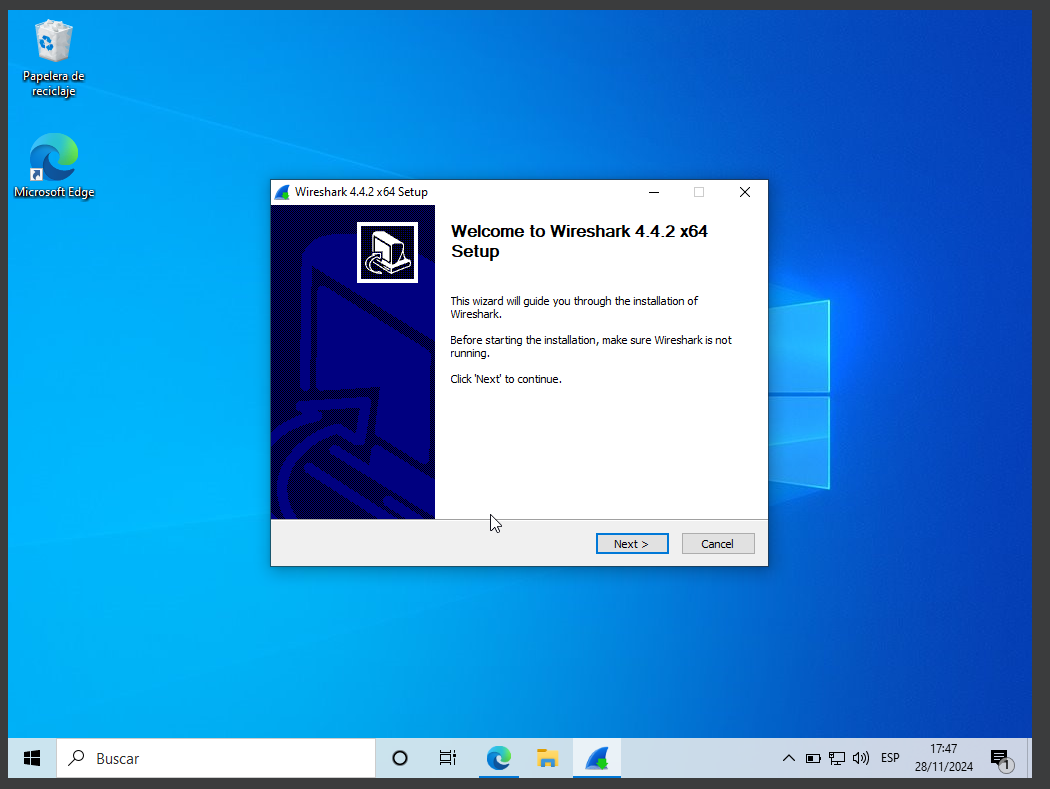 Papelera de
reciclaje
Microsoft Edge
Wireshark 4.4.2 x64 Setup
Welcome to Wireshark 4.4.2 x64
Setup
This wizard will guide you through the installation of
Wireshark.
Before starting the installation, make sure Wireshark is not
running.
Click 'Next' to continue.
Next >
Cancel
Buscar
ESP
17:47
28/11/2024
1